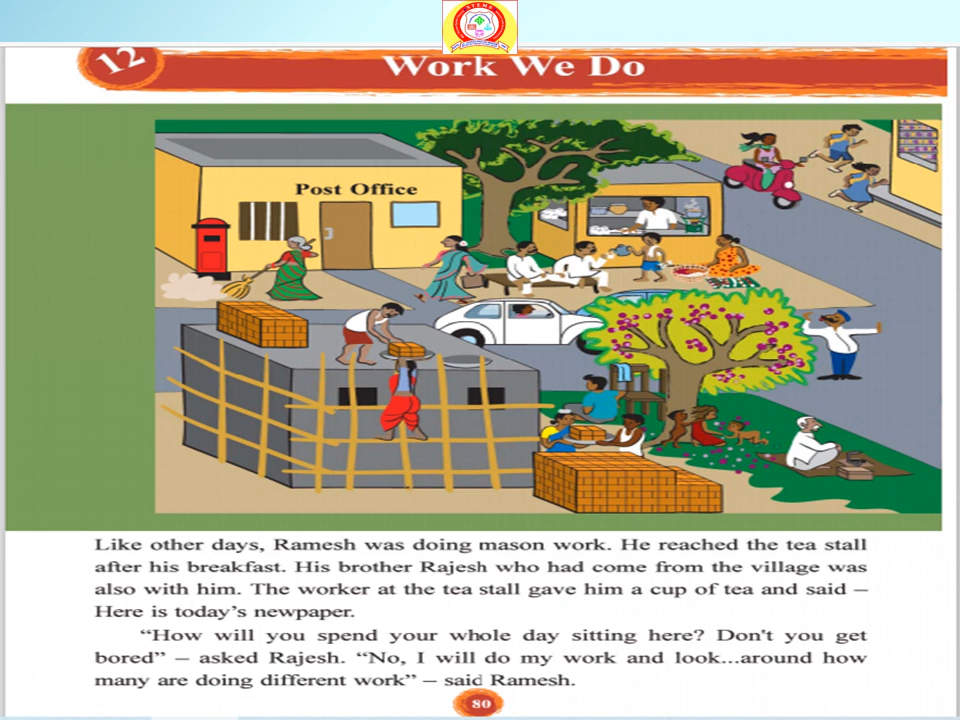 12
Work We Do
Post Office
Like other days, Ramesh was doing mason work. He reached the tea stall
after his breakfast. His brother Rajesh who had come from the village was
also with him. The worker at the tea stall gave him a cup of tea and said –
Here is today's newpaper.
“How will you spend your whole day sitting here? Don't you get
bored” – asked Rajesh. “No, I will do my work and look...around how
many are doing different work” – said Ramesh.
80